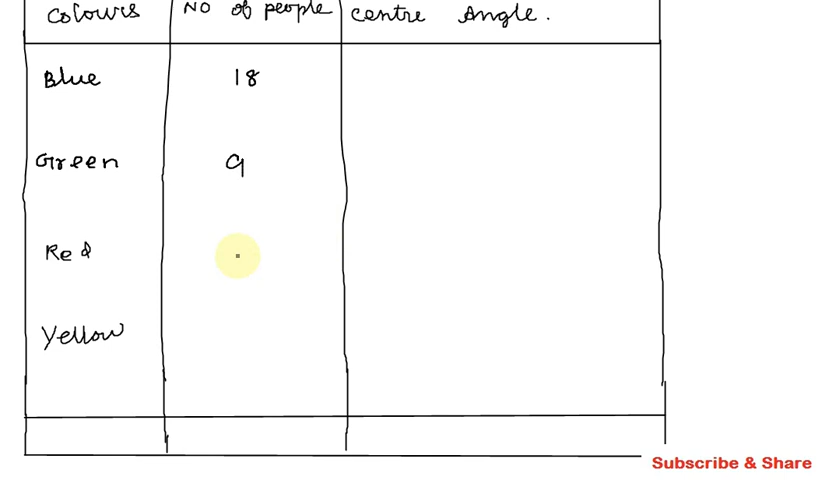 Colours NO of people centre Angle.
Blue 18
Green 9
Red
Yellow
Subscribe & Share